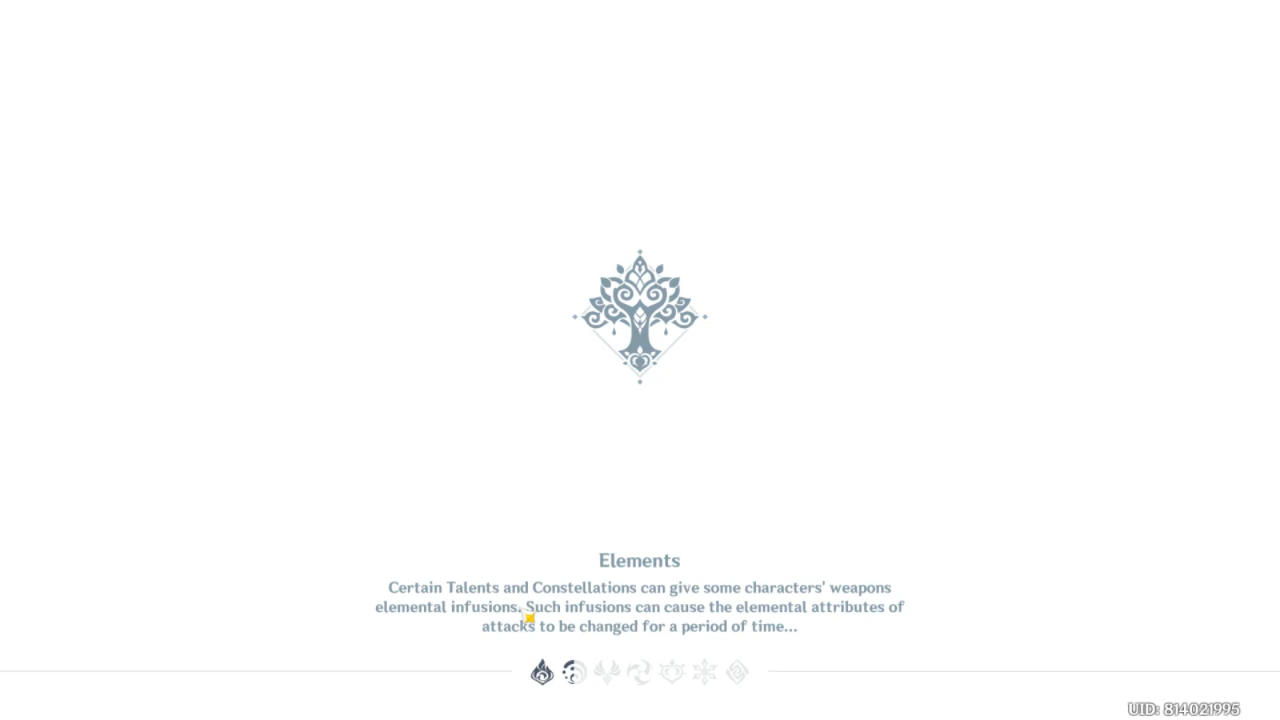 Elements
Certain Talents and Constellations can give some characters' weapons
elemental infusions. Such infusions can cause the elemental attributes of
attacks to be changed for a period of time...
UID: 814021995